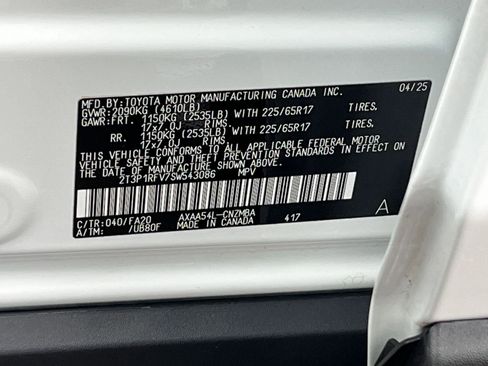 MFD. BY: TOYOTA MOTOR MANUFACTURING CANADA INC. 04/25
GVWR: 2090KG (4610LB)
GAWR: FRT. 1150KG (2535LB) WITH 225/65R17 TIRES.
17x7.0J RIMS
RR. 1150KG (2535LB) WITH 225/65R17 TIRES.
17x7.0J RIMS
THIS VEHICLE CONFORMS TO ALL APPLICABLE FEDERAL MOTOR
VEHICLE SAFETY AND THEFT PREVENTION STANDARDS IN EFFECT ON
THE DATE OF MANUFACTURE SHOWN ABOVE.
2T3P1RFV7SW543086 MPV
C/TR: 040/FA20 AXAA54L-CNZMBA 417 A
A/TM: /UB80F MADE IN CANADA